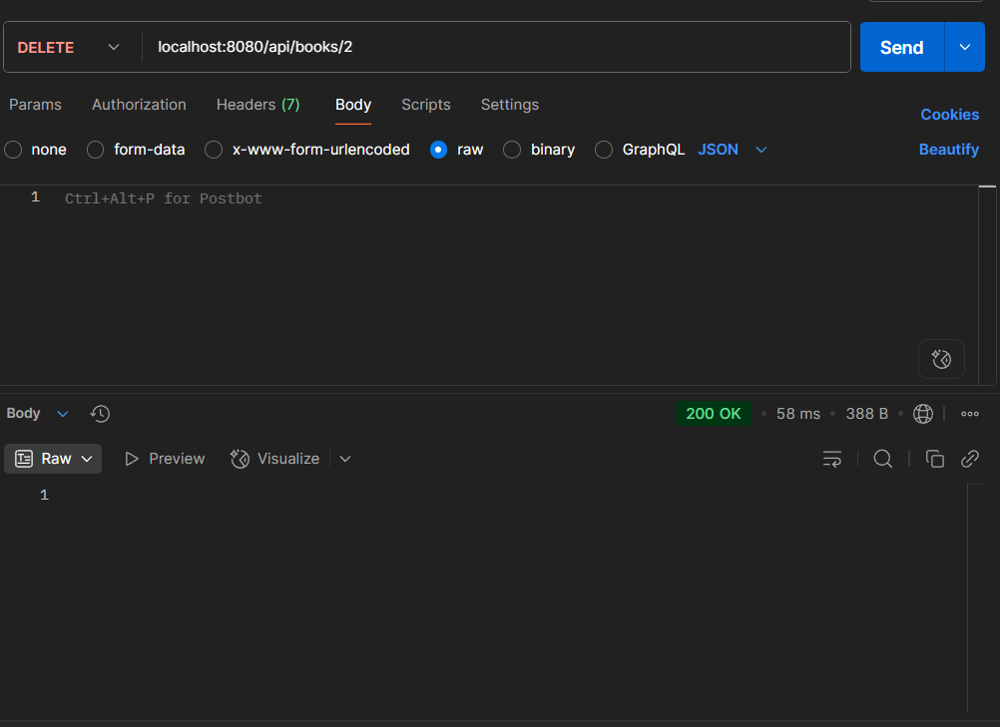 DELETE localhost:8080/api/books/2 Send
Params Authorization Headers (7) Body Scripts Settings Cookies
none form-data x-www-form-urlencoded raw binary GraphQL JSON Beautify
1 Ctrl+Alt+P for Postbot
Body 200 OK • 58 ms • 388 B •
Raw Preview Visualize
1